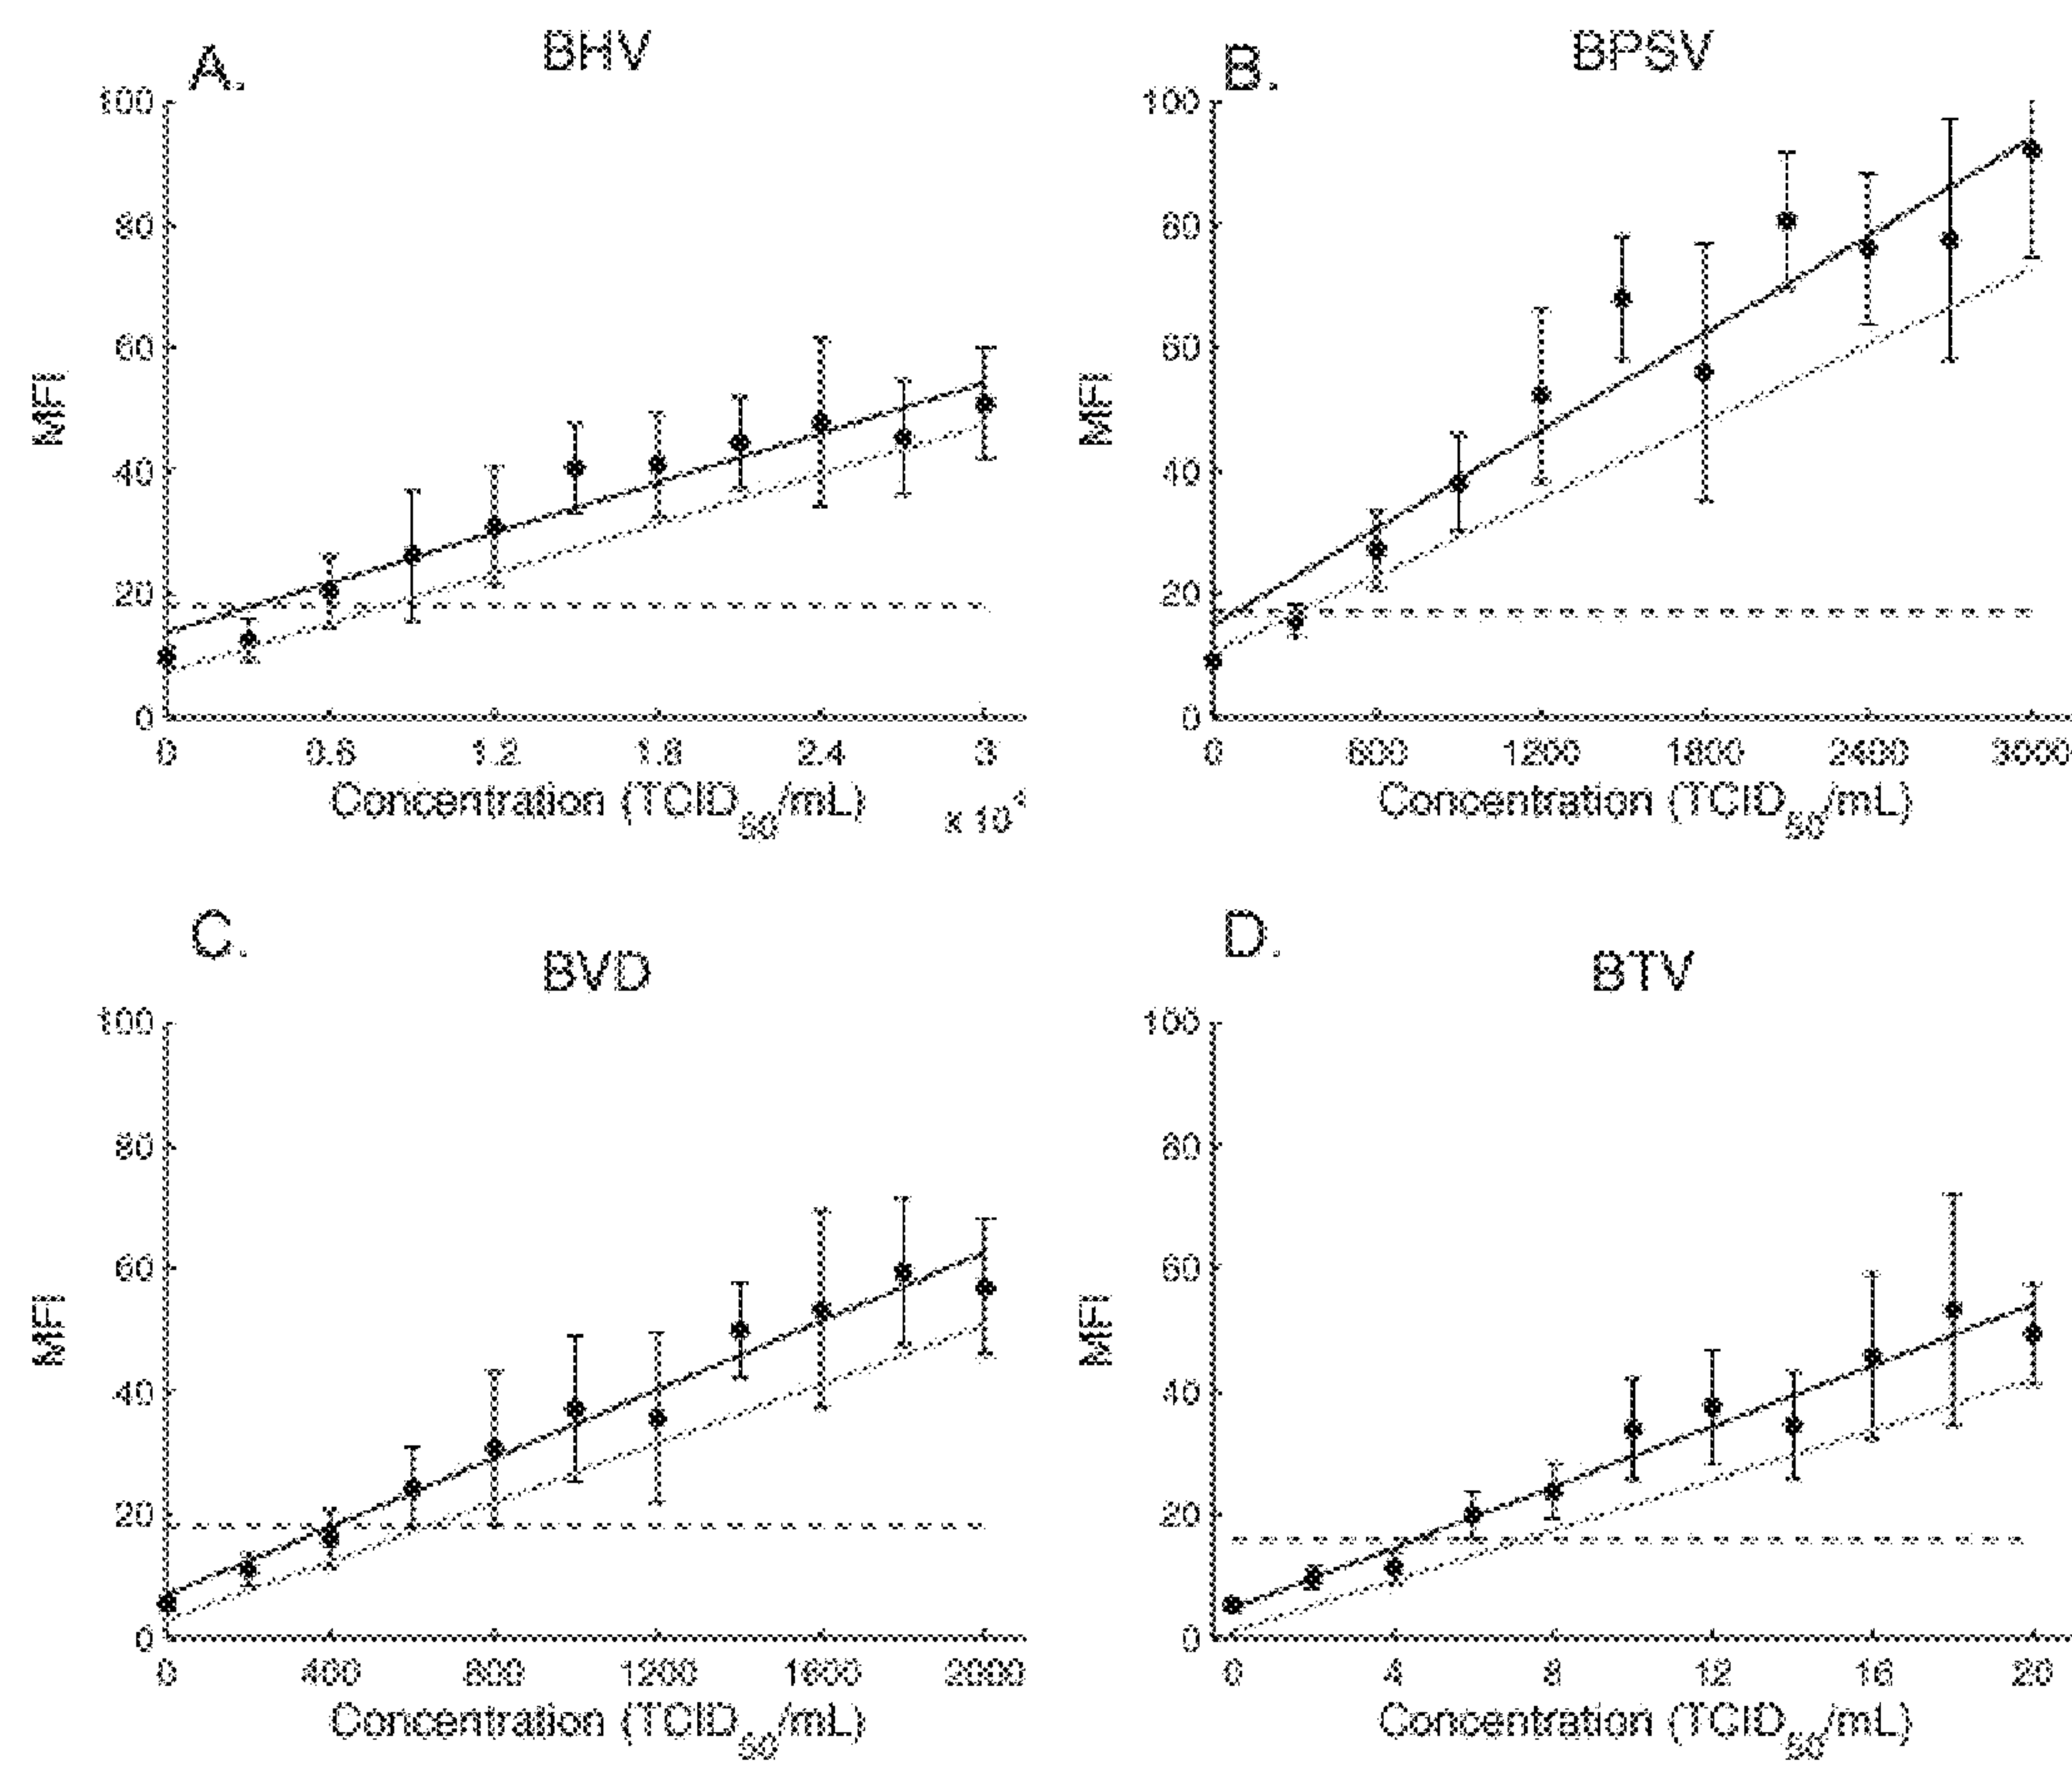 A.
BHV
MFI
100
80
60
40
20
0
0 0.6 1.2 1.8 2.4 3
Concentration (TCID50/mL)
B.
BPSV
MFI
100
80
60
40
20
0
0 600 1200 1800 2400 3000
Concentration (TCID50/mL)
C.
BVD
MFI
100
80
60
40
20
0
0 400 800 1200 1600 2000
Concentration (TCID50/mL)
D.
BTV
MFI
100
80
60
40
20
0
0 4 8 12 16 20
Concentration (TCID50/mL)